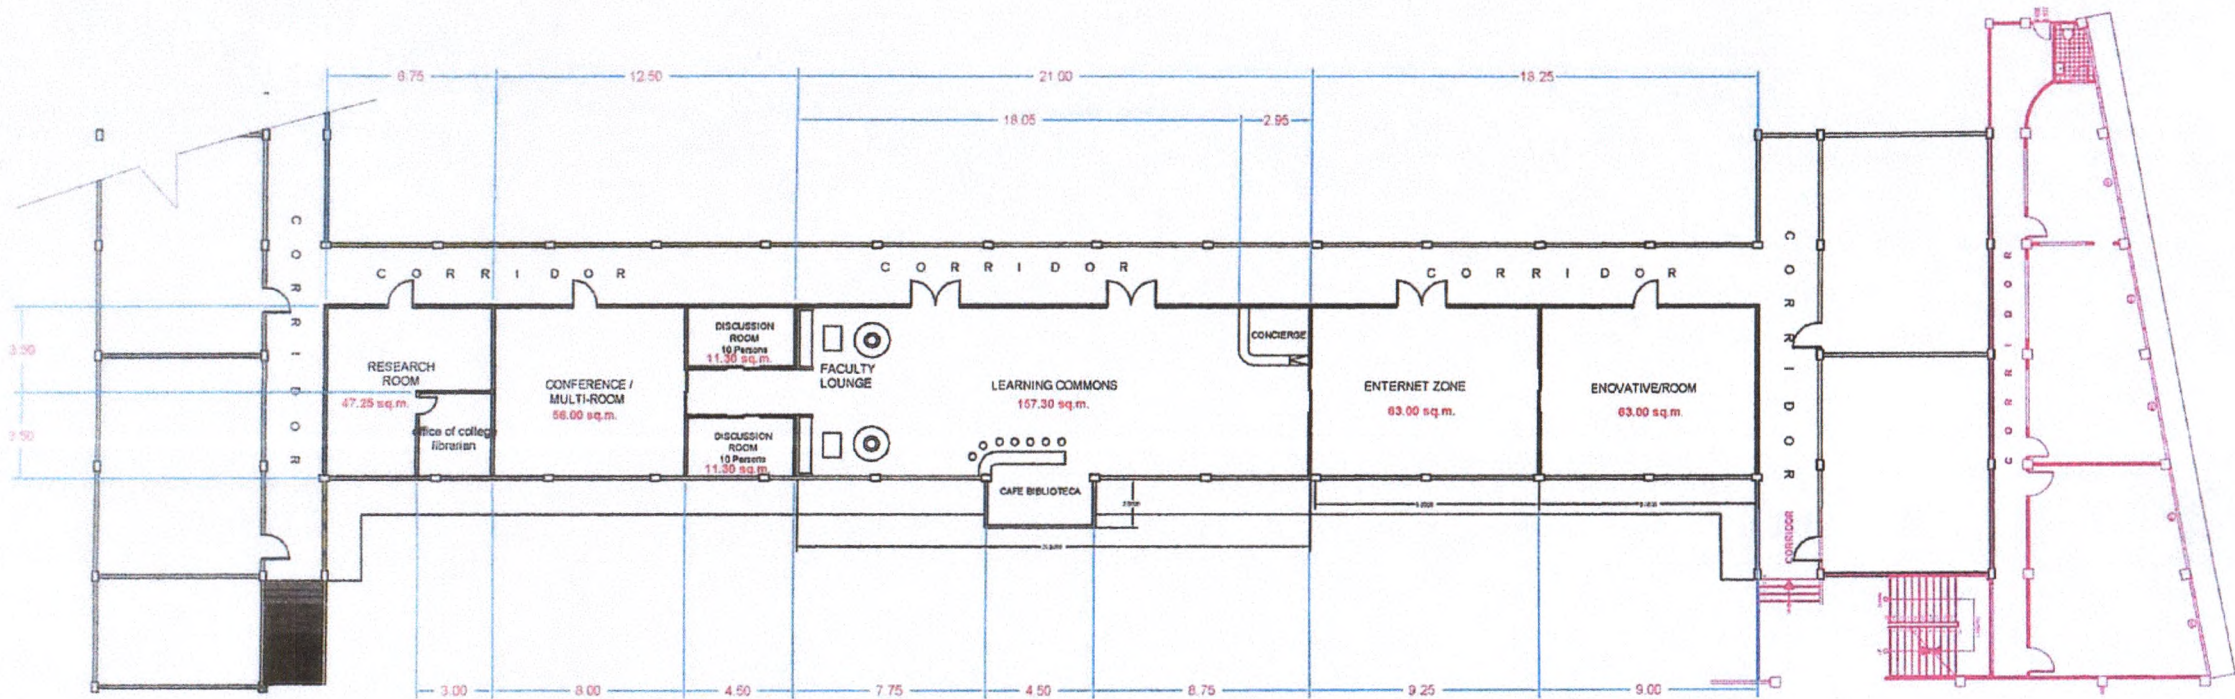 6.75
12.50
21.00
18.25
18.05
2.95
C O R R I D O R
C O R R I D O R
C O R R I D O R
C O R R I D O R
C O R R I D O R
C O R R I D O R
CORRIDOR
3.50
3.50
RESEARCH
ROOM
47.25 sq.m.
office of college
librarian
CONFERENCE /
MULTI-ROOM
56.00 sq.m.
DISCUSSION
ROOM
10 Persons
11.30 sq.m.
DISCUSSION
ROOM
10 Persons
11.30 sq.m.
FACULTY
LOUNGE
LEARNING COMMONS
157.30 sq.m.
CONCIERGE
CAFE BIBLIOTECA
ENTERNET ZONE
63.00 sq.m.
ENOVATIVE/ROOM
63.00 sq.m.
3.00
8.00
4.50
7.75
4.50
8.75
9.25
9.00